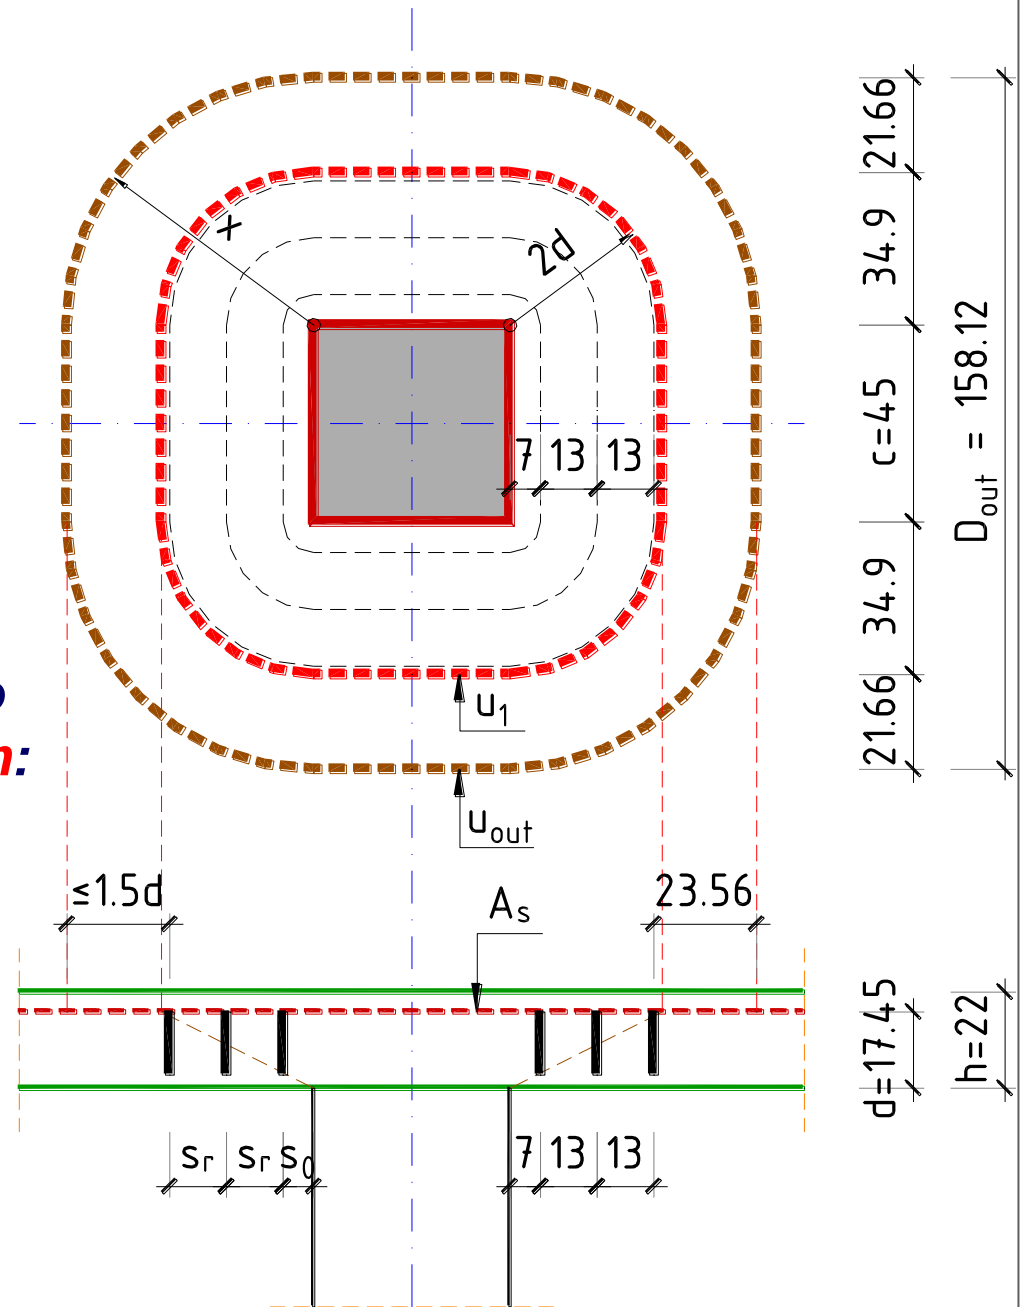 21.66
34.9
c=45
34.9
21.66
D_out = 158.12
x
2d
7 13 13
u_1
u_out
n:
≤1.5d
A_s
23.56
d=17.45
h=22
s_r s_r s_0
7 13 13